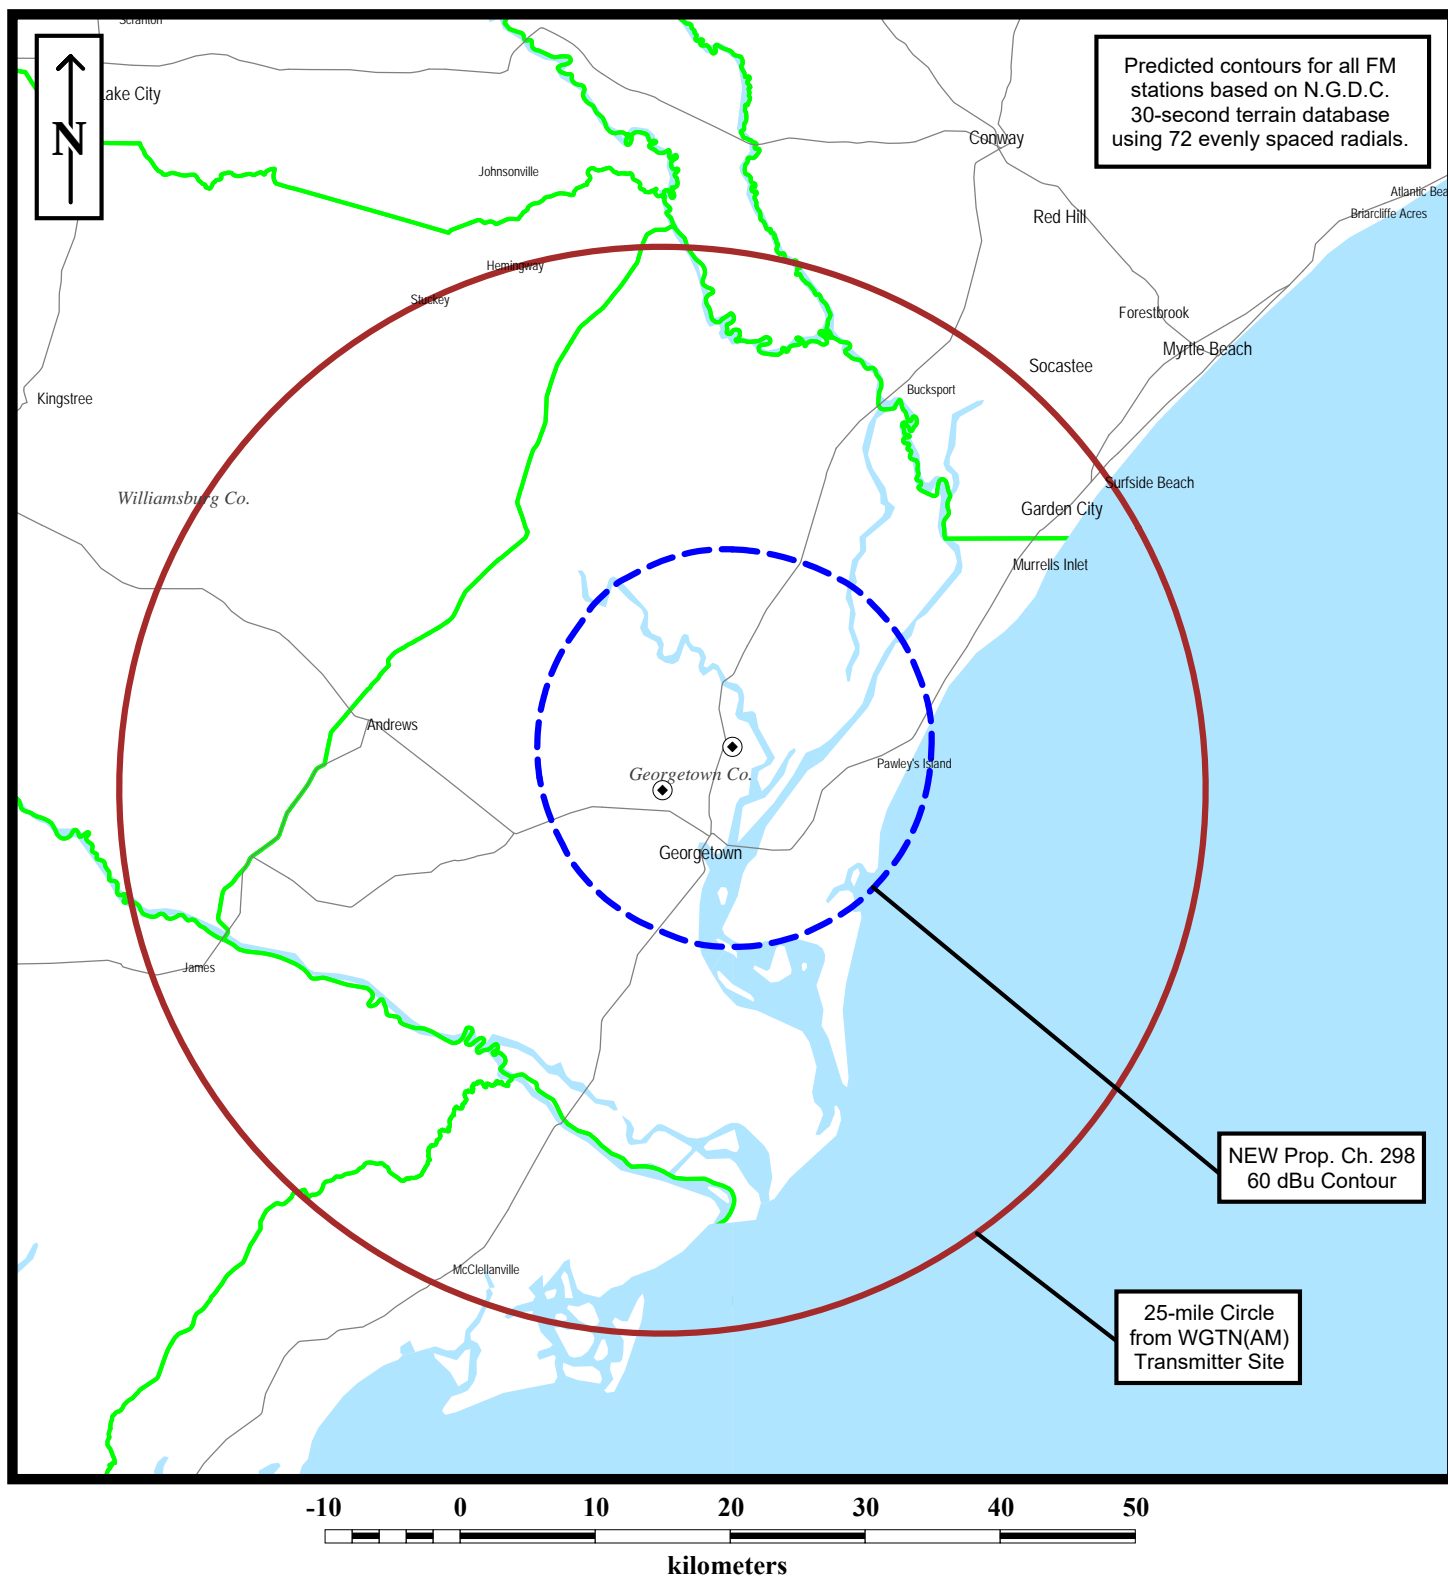 Scranton
Lake City
N
Predicted contours for all FM
stations based on N.G.D.C.
30-second terrain database
using 72 evenly spaced radials.
Conway
Johnsonville
Atlantic Bea
Briarcliffe Acres
Red Hill
Hemingway
Stuckey
Forestbrook
Myrtle Beach
Socastee
Kingstree
Bucksport
Williamsburg Co.
Surfside Beach
Garden City
Murrells Inlet
Andrews
Pawley's Island
Georgetown Co.
Georgetown
James
NEW Prop. Ch. 298
60 dBu Contour
McClellanville
25-mile Circle
from WGTN(AM)
Transmitter Site
-10 0 10 20 30 40 50
kilometers